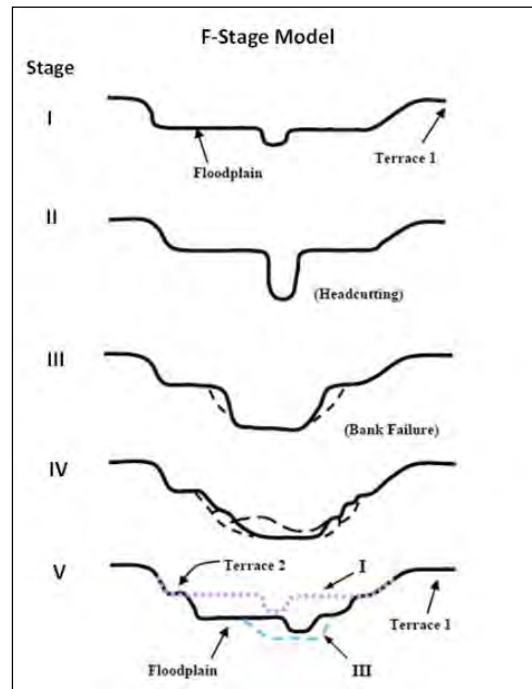 F-Stage Model
Stage
I
Floodplain
Terrace 1
II
(Headcutting)
III
(Bank Failure)
IV
V
Terrace 2
I
Terrace 1
Floodplain
III